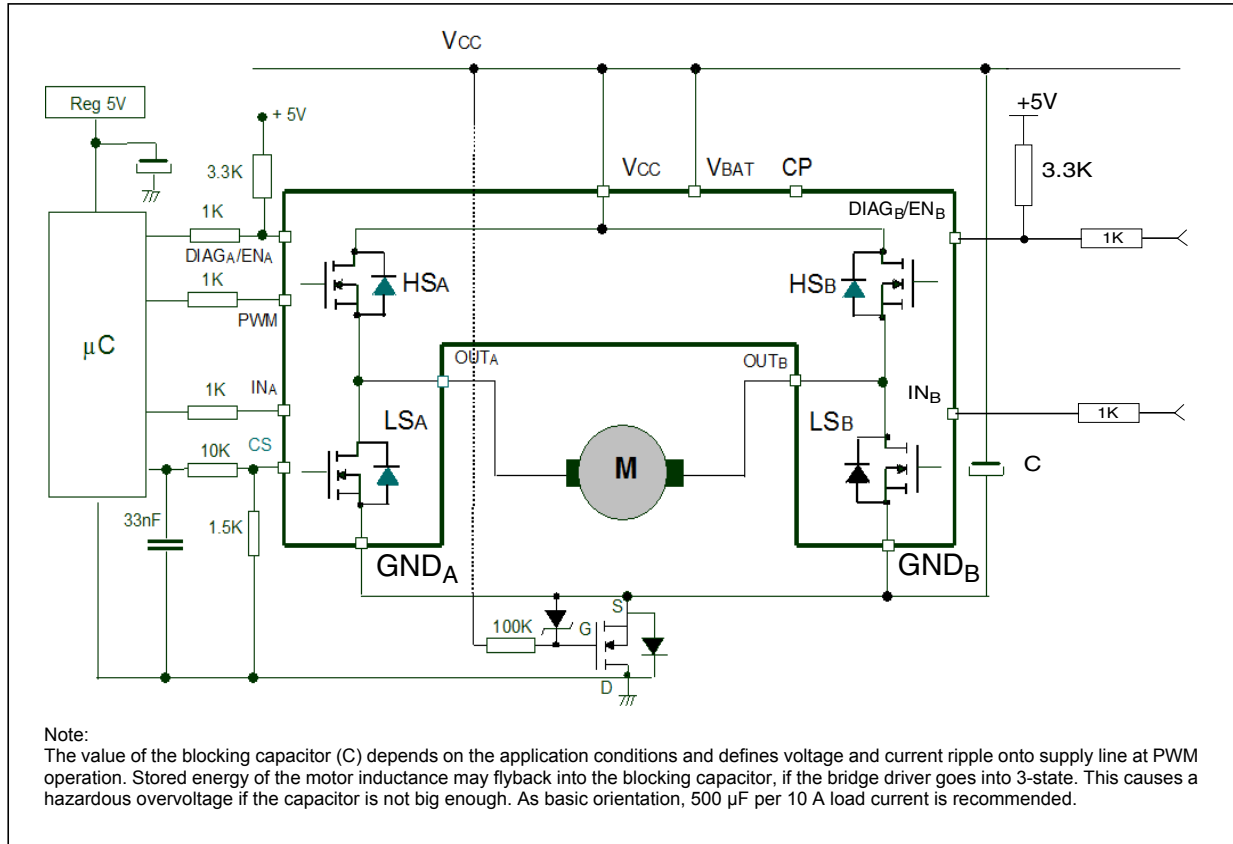 VCC
Reg 5V
+ 5V
+5V
3.3K
VCC
VBAT
CP
3.3K
DIAGB/ENB
1K
1K
DIAGA/ENA
HSA
HSB
1K
PWM
µC
OUTA
OUTB
1K
INA
INB
1K
LSA
LSB
10K
CS
M
C
33nF
1.5K
GNDA
GNDB
S
100K
G
D
Note:
The value of the blocking capacitor (C) depends on the application conditions and defines voltage and current ripple onto supply line at PWM
operation. Stored energy of the motor inductance may flyback into the blocking capacitor, if the bridge driver goes into 3-state. This causes a
hazardous overvoltage if the capacitor is not big enough. As basic orientation, 500 µF per 10 A load current is recommended.